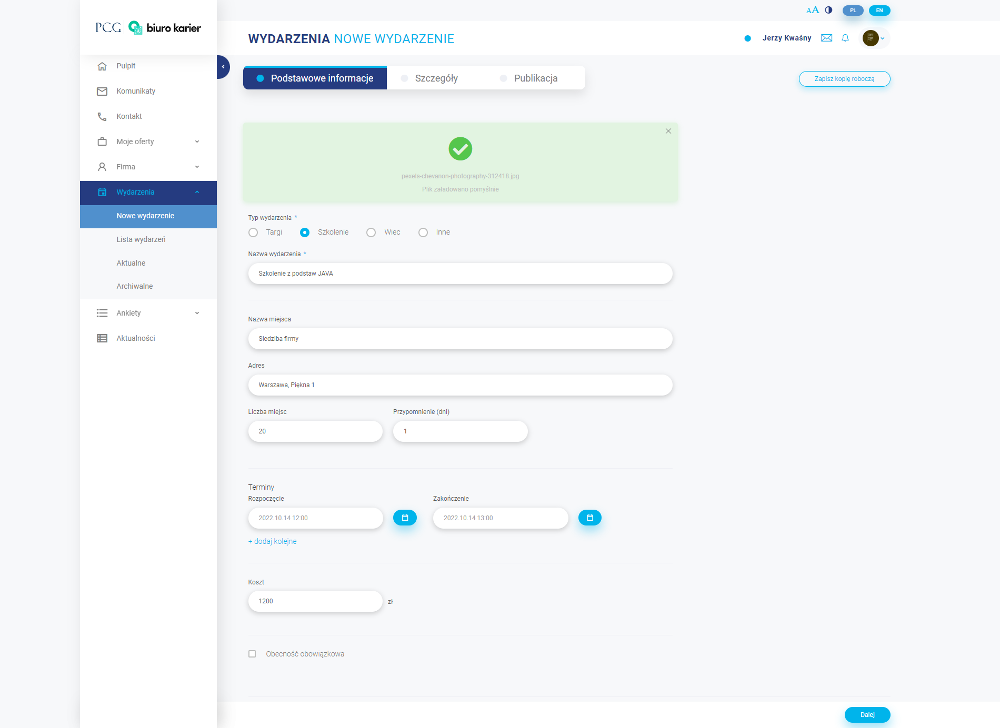 AA PL EN
PCG biuro karier
WYDARZENIA NOWE WYDARZENIE
Jerzy Kwaśny
Pulpit
Komunikaty
Kontakt
Moje oferty
Firma
Wydarzenia
Nowe wydarzenie
Lista wydarzeń
Aktualne
Archiwalne
Ankiety
Aktualności
Podstawowe informacje Szczegóły Publikacja
Zapisz kopię roboczą
pexels-chevanon-photography-312418.jpg
Plik załadowano pomyślnie
Typ wydarzenia *
Targi Szkolenie Wiec Inne
Nazwa wydarzenia *
Szkolenie z podstaw JAVA
Nazwa miejsca
Siedziba firmy
Adres
Warszawa, Piękna 1
Liczba miejsc Przypomnienie (dni)
20 1
Terminy
Rozpoczęcie Zakończenie
2022.10.14 12:00 2022.10.14 13:00
+ dodaj kolejne
Koszt
1200 zł
Obecność obowiązkowa
Dalej